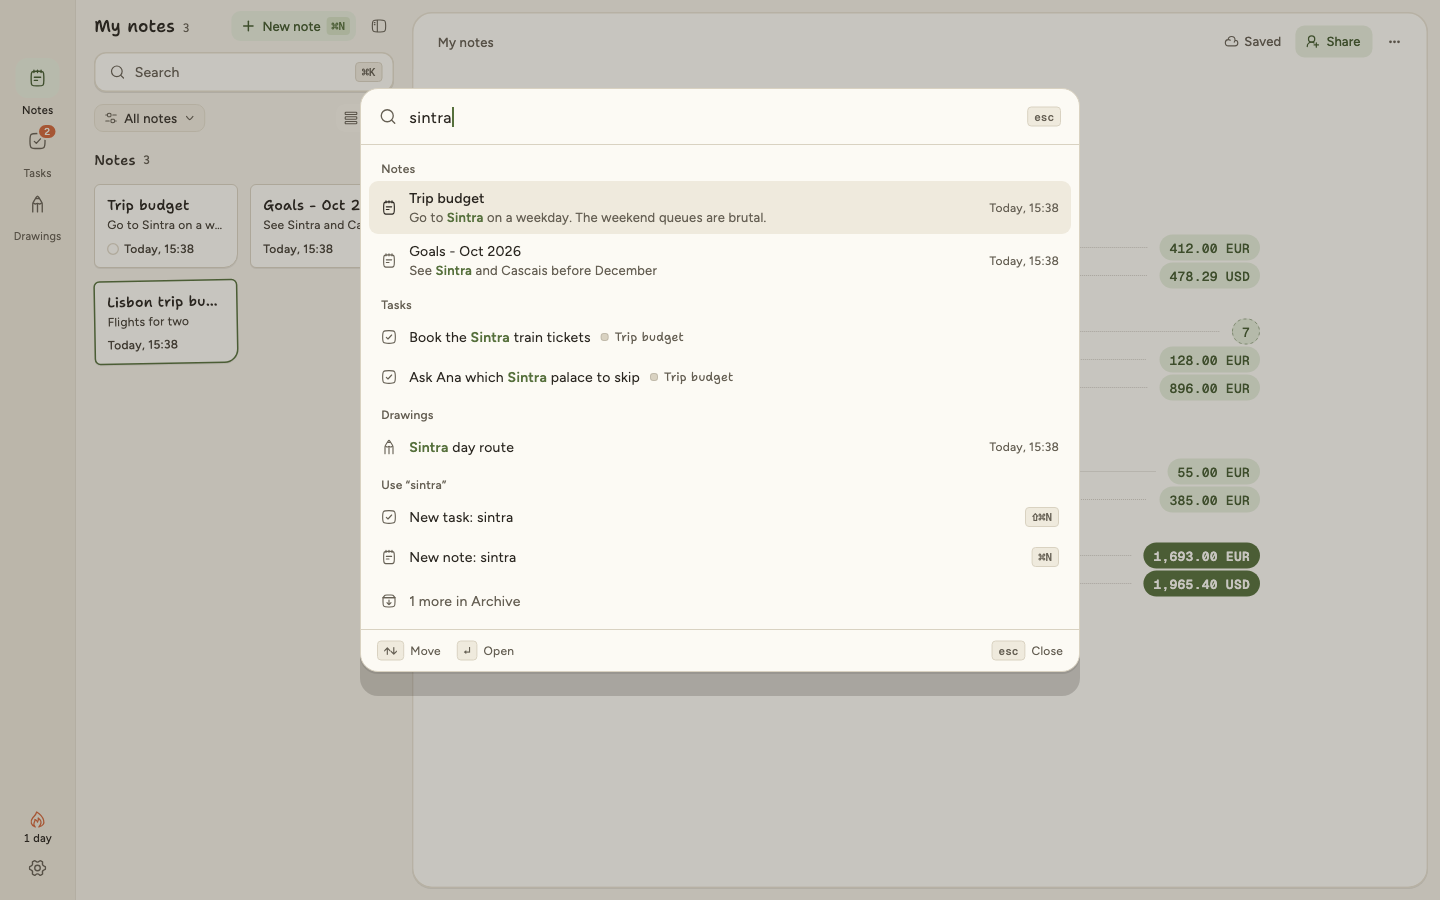 My notes 3
+ New note ⌘N
Search ⌘K
All notes
Notes 3
Trip budget
Go to Sintra on a w...
Today, 15:38
Goals - Oct 2
See Sintra and Ca
Today, 15:38
Lisbon trip bu...
Flights for two
Today, 15:38
Notes
2
Tasks
Drawings
1 day
My notes
Saved
Share
sintra
esc
Notes
Trip budget
Go to Sintra on a weekday. The weekend queues are brutal.
Today, 15:38
Goals - Oct 2026
See Sintra and Cascais before December
Today, 15:38
Tasks
Book the Sintra train tickets Trip budget
Ask Ana which Sintra palace to skip Trip budget
Drawings
Sintra day route
Today, 15:38
Use “sintra”
New task: sintra ⇧⌘N
New note: sintra ⌘N
1 more in Archive
↑↓ Move ↵ Open esc Close
412.00 EUR
478.29 USD
7
128.00 EUR
896.00 EUR
55.00 EUR
385.00 EUR
1,693.00 EUR
1,965.40 USD